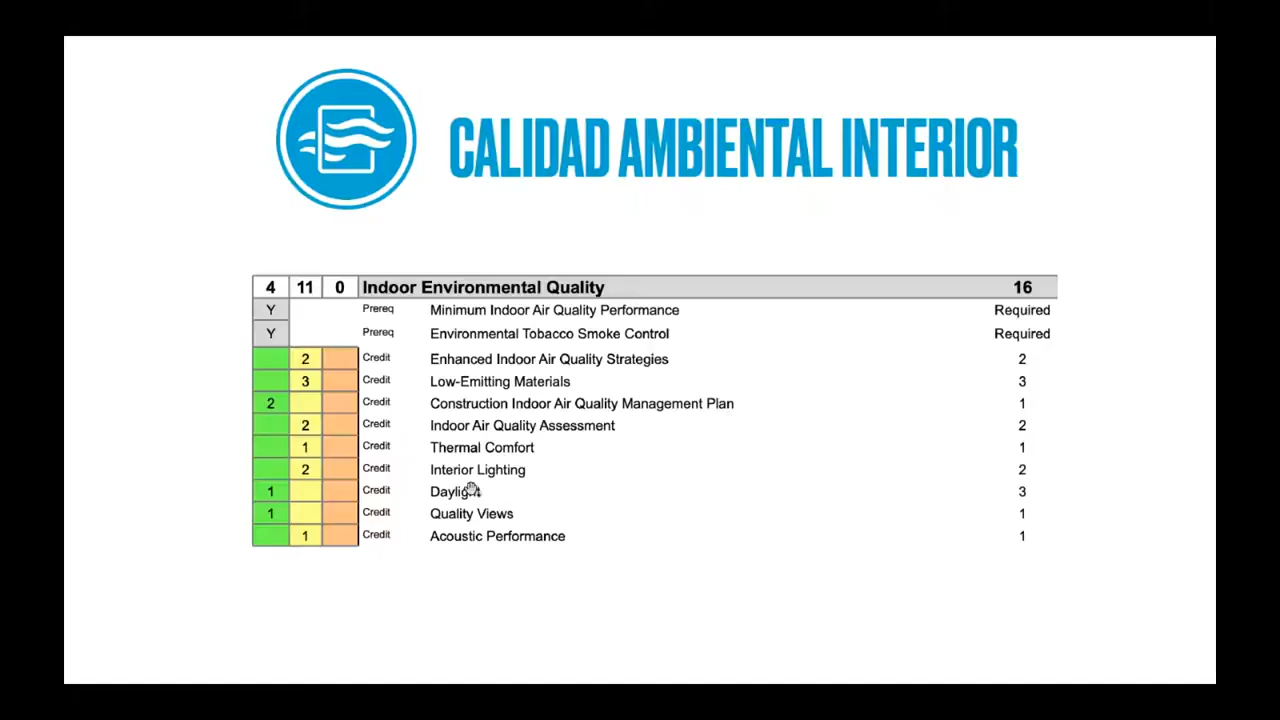 CALIDAD AMBIENTAL INTERIOR
4 11 0 Indoor Environmental Quality 16
Y Prereq Minimum Indoor Air Quality Performance Required
Y Prereq Environmental Tobacco Smoke Control Required
2 Credit Enhanced Indoor Air Quality Strategies 2
3 Credit Low-Emitting Materials 3
2 Credit Construction Indoor Air Quality Management Plan 1
2 Credit Indoor Air Quality Assessment 2
1 Credit Thermal Comfort 1
2 Credit Interior Lighting 2
1 Credit Daylight 3
1 Credit Quality Views 1
1 Credit Acoustic Performance 1